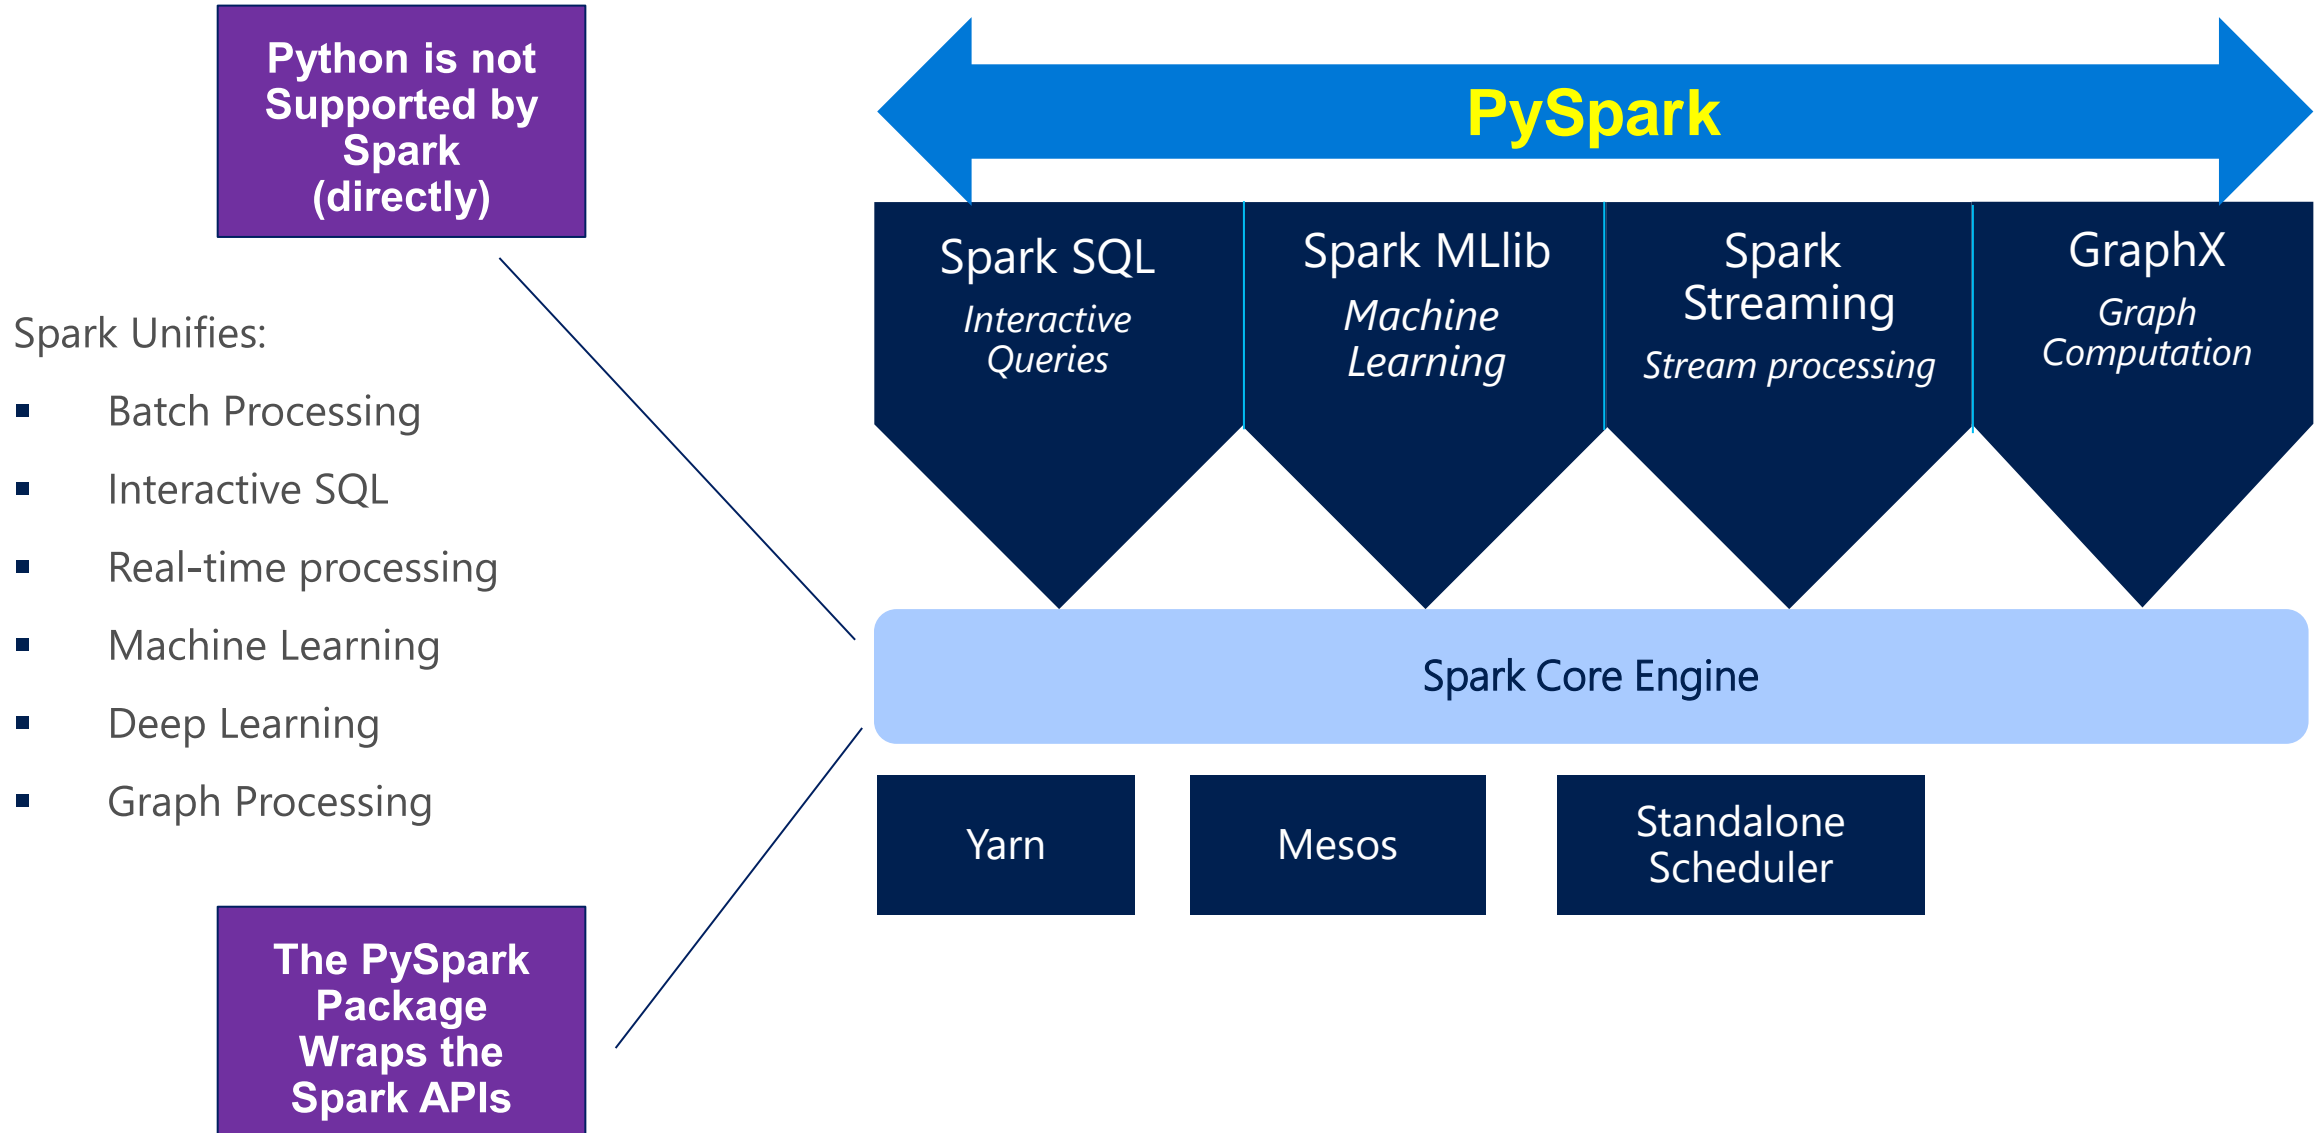 Python is not
Supported by
Spark
(directly)
Spark Unifies:
▪ Batch Processing
▪ Interactive SQL
▪ Real-time processing
▪ Machine Learning
▪ Deep Learning
▪ Graph Processing
The PySpark
Package
Wraps the
Spark APIs
PySpark
Spark SQL
Interactive
Queries
Spark MLlib
Machine
Learning
Spark
Streaming
Stream processing
GraphX
Graph
Computation
Spark Core Engine
Yarn
Mesos
Standalone
Scheduler